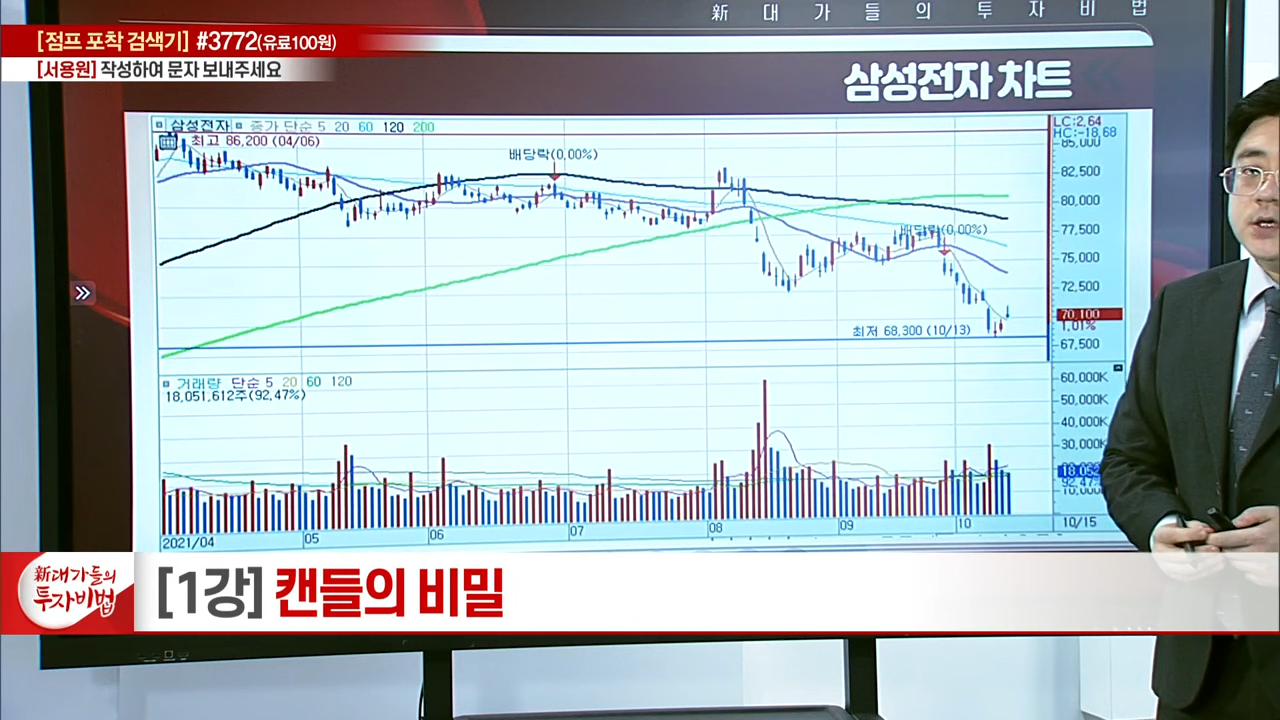 新 대가들의 투자비법
[점프 포착 검색기] #3772(유료100원)
[서용원] 작성하여 문자 보내주세요
삼성전자 차트
삼성전자 종가 단순 5 20 60 120 200
최고 86,200 (04/06)
배당락(0,00%)
배당락(0,00%)
최저 68,300 (10/13)
LC:2,64
HC:-18,68
85,000
82,500
80,000
77,500
75,000
72,500
70,100
1,01%
67,500
거래량 단순 5 20 60 120
18,051,612주(92,47%)
60,000K
50,000K
40,000K
30,000K
18,052
92,47%
10,000
2021/04 05 06 07 08 09 10 10/15
新대가들의
투자비법
[1강] 캔들의 비밀